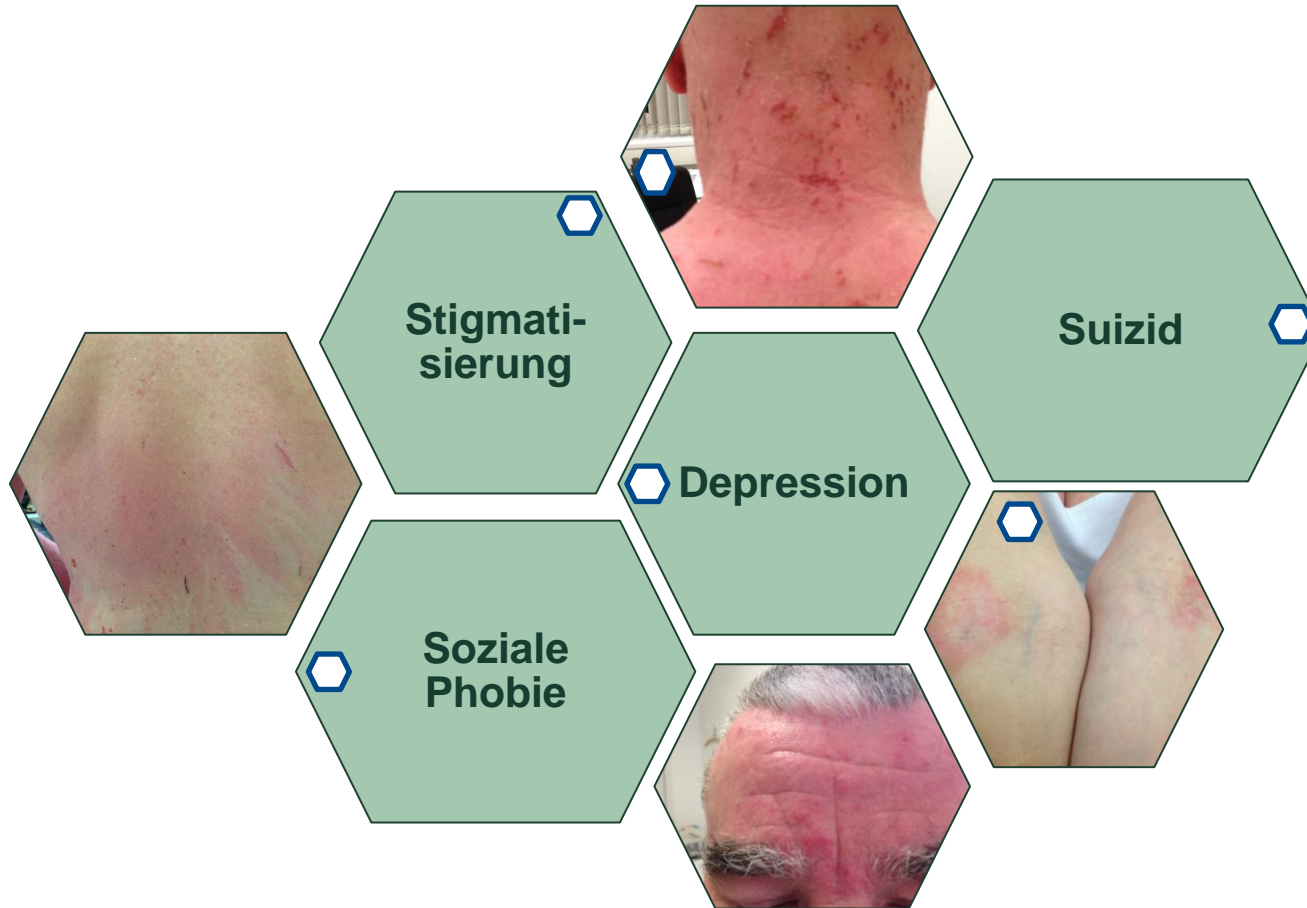 Stigmati-
sierung
Suizid
Depression
Soziale
Phobie